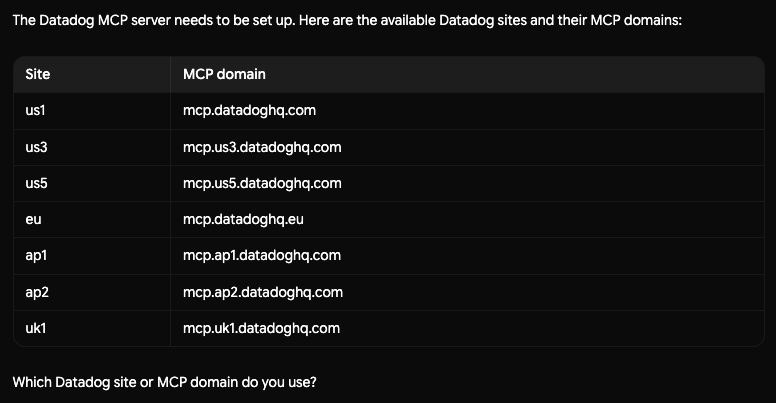 The Datadog MCP server needs to be set up. Here are the available Datadog sites and their MCP domains:
Site MCP domain
us1 mcp.datadoghq.com
us3 mcp.us3.datadoghq.com
us5 mcp.us5.datadoghq.com
eu mcp.datadoghq.eu
ap1 mcp.ap1.datadoghq.com
ap2 mcp.ap2.datadoghq.com
uk1 mcp.uk1.datadoghq.com
Which Datadog site or MCP domain do you use?